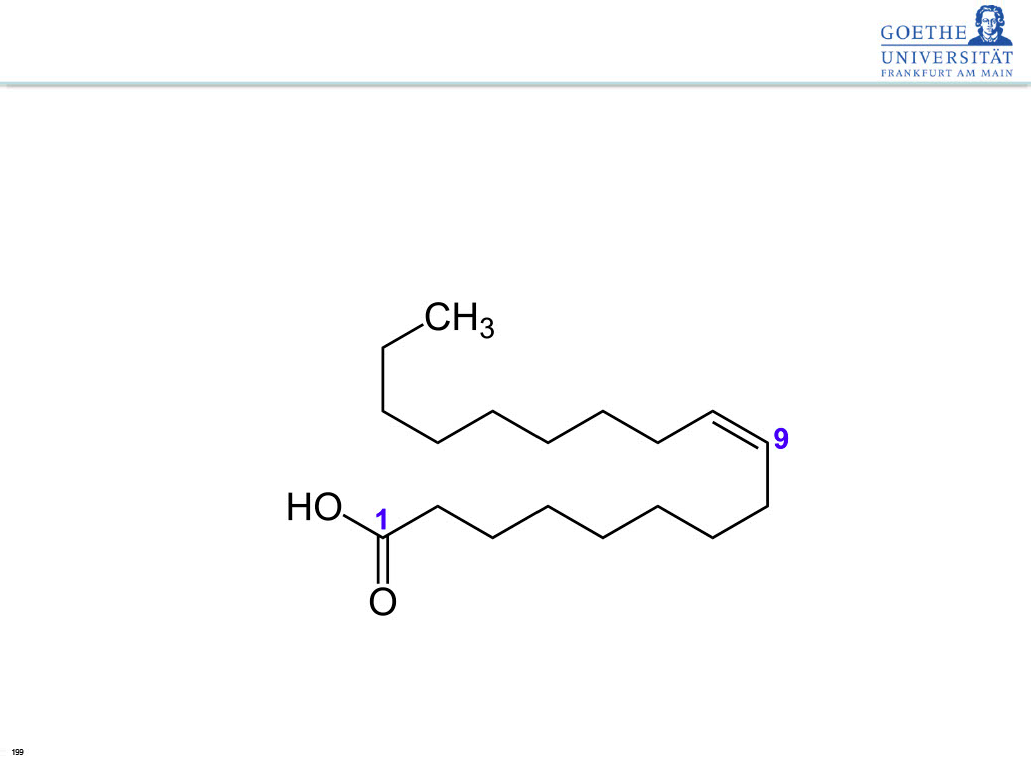 GOETHE
UNIVERSITÄT
FRANKFURT AM MAIN
CH₃
9
HO
1
O
199